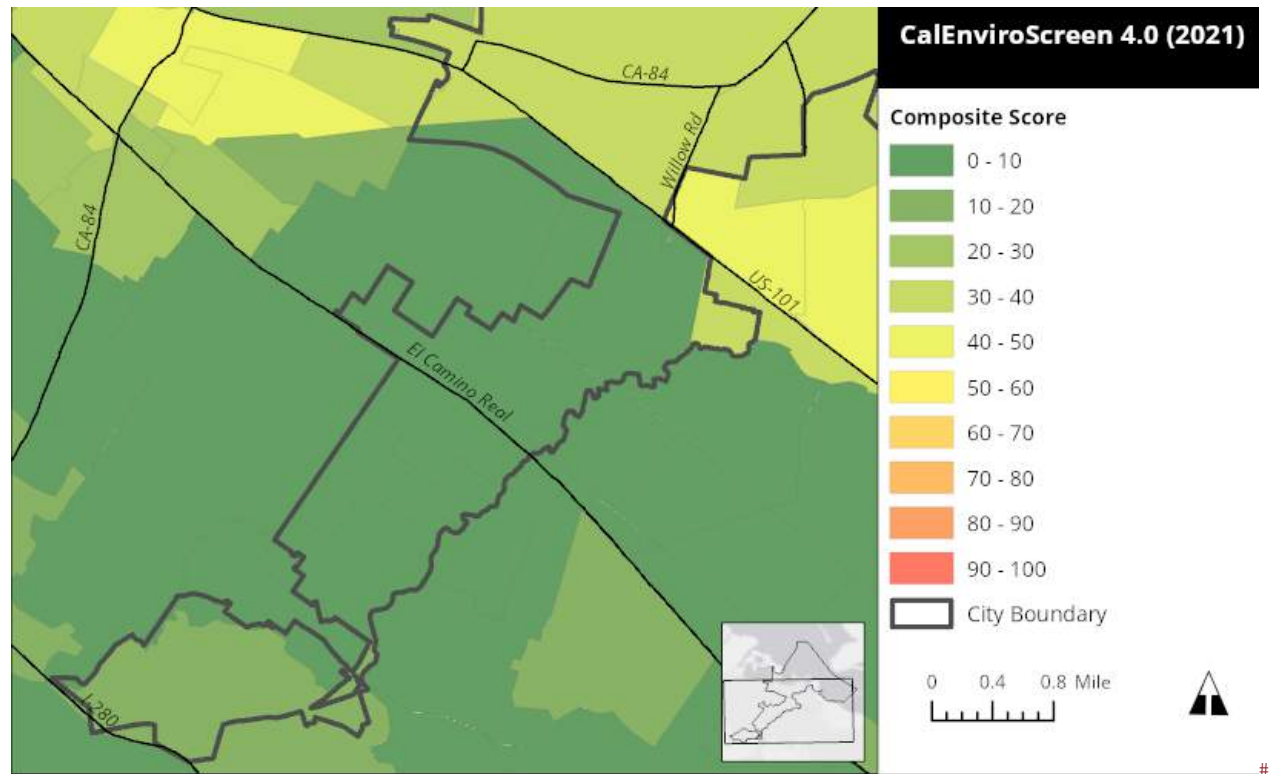 CalEnviroScreen 4.0 (2021)
Composite Score
0 - 10
10 - 20
20 - 30
30 - 40
40 - 50
50 - 60
60 - 70
70 - 80
80 - 90
90 - 100
City Boundary
0 0.4 0.8 Mile
CA-84
Willow Rd
CA-84
US-101
El Camino Real
I-280
#